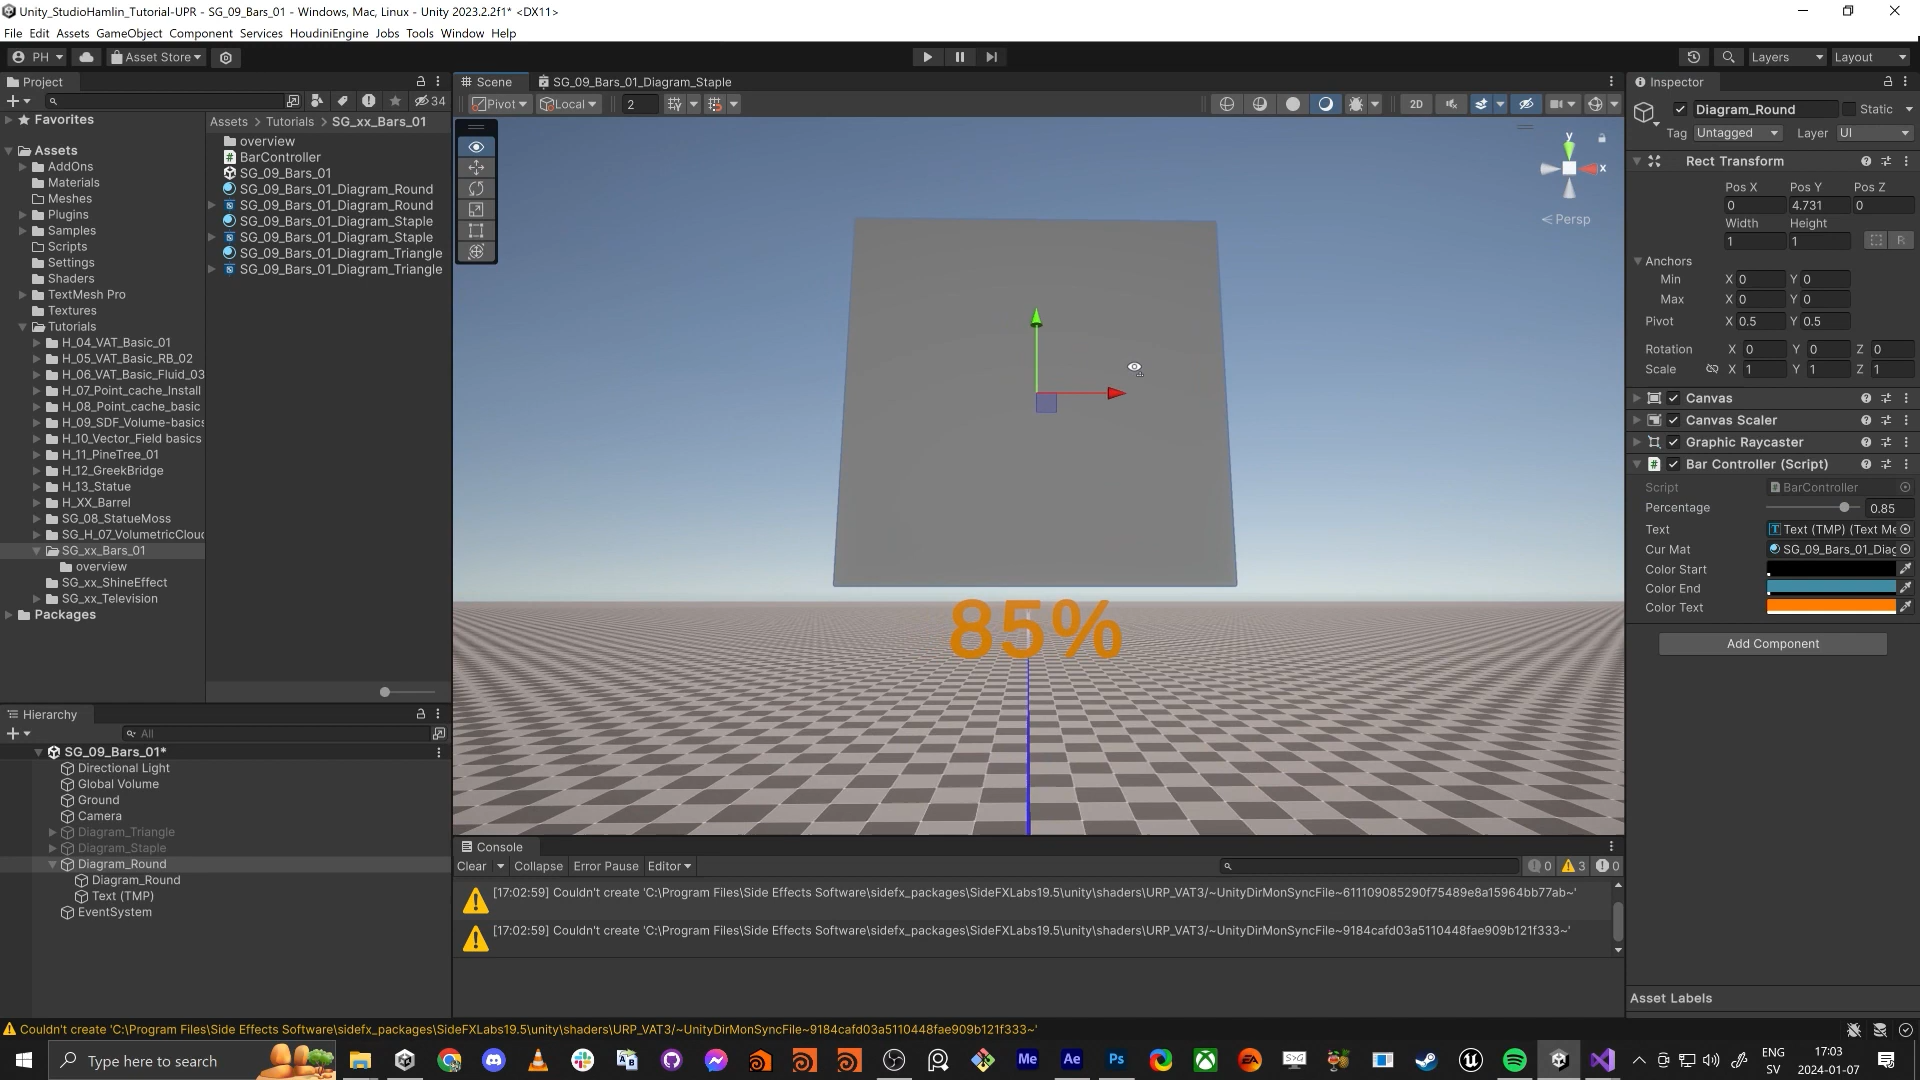 Unity_StudioHamlin_Tutorial-UPR - SG_09_Bars_01 - Windows, Mac, Linux - Unity 2023.2.2f1* <DX11>
File Edit Assets GameObject Component Services HoudiniEngine Jobs Tools Window Help
PH Asset Store Layers Layout
Project
34
Favorites
Assets
AddOns
Materials
Meshes
Plugins
Samples
Scripts
Settings
Shaders
TextMesh Pro
Textures
Tutorials
H_04_VAT_Basic_01
H_05_VAT_Basic_RB_02
H_06_VAT_Basic_Fluid_03
H_07_Point_cache_Install
H_08_Point_cache_basic
H_09_SDF_Volume-basics
H_10_Vector_Field basics
H_11_PineTree_01
H_12_GreekBridge
H_13_Statue
H_XX_Barrel
SG_08_StatueMoss
SG_H_07_VolumetricClou
SG_xx_Bars_01
overview
SG_xx_ShineEffect
SG_xx_Television
Packages
Assets > Tutorials > SG_xx_Bars_01
overview
BarController
SG_09_Bars_01
SG_09_Bars_01_Diagram_Round
SG_09_Bars_01_Diagram_Round
SG_09_Bars_01_Diagram_Staple
SG_09_Bars_01_Diagram_Staple
SG_09_Bars_01_Diagram_Triangle
SG_09_Bars_01_Diagram_Triangle
Hierarchy
All
SG_09_Bars_01*
Directional Light
Global Volume
Ground
Camera
Diagram_Triangle
Diagram_Staple
Diagram_Round
Diagram_Round
Text (TMP)
EventSystem
Scene SG_09_Bars_01_Diagram_Staple
Pivot Local 2 2D
y
x
< Persp
85%
Console
Clear Collapse Error Pause Editor 0 3 0
[17:02:59] Couldn't create 'C:\Program Files\Side Effects Software\sidefx_packages\SideFXLabs19.5\unity\shaders\URP_VAT3/~UnityDirMonSyncFile~611109085290f75489e8a15964bb77ab~'
[17:02:59] Couldn't create 'C:\Program Files\Side Effects Software\sidefx_packages\SideFXLabs19.5\unity\shaders\URP_VAT3/~UnityDirMonSyncFile~9184cafd03a5110448fae909b121f333~'
Inspector
Diagram_Round Static
Tag Untagged Layer UI
Rect Transform
Pos X Pos Y Pos Z
0 4.731 0
Width Height
1 1
R
Anchors
Min X 0 Y 0
Max X 0 Y 0
Pivot X 0.5 Y 0.5
Rotation X 0 Y 0 Z 0
Scale X 1 Y 1 Z 1
Canvas
Canvas Scaler
Graphic Raycaster
Bar Controller (Script)
Script BarController
Percentage 0.85
Text Text (TMP) (Text Me
Cur Mat SG_09_Bars_01_Diag
Color Start
Color End
Color Text
Add Component
Asset Labels
Couldn't create 'C:\Program Files\Side Effects Software\sidefx_packages\SideFXLabs19.5\unity\shaders\URP_VAT3/~UnityDirMonSyncFile~9184cafd03a5110448fae909b121f333~'
Type here to search
Me Ae Ps EA S>G
ENG
SV
17:03
2024-01-07